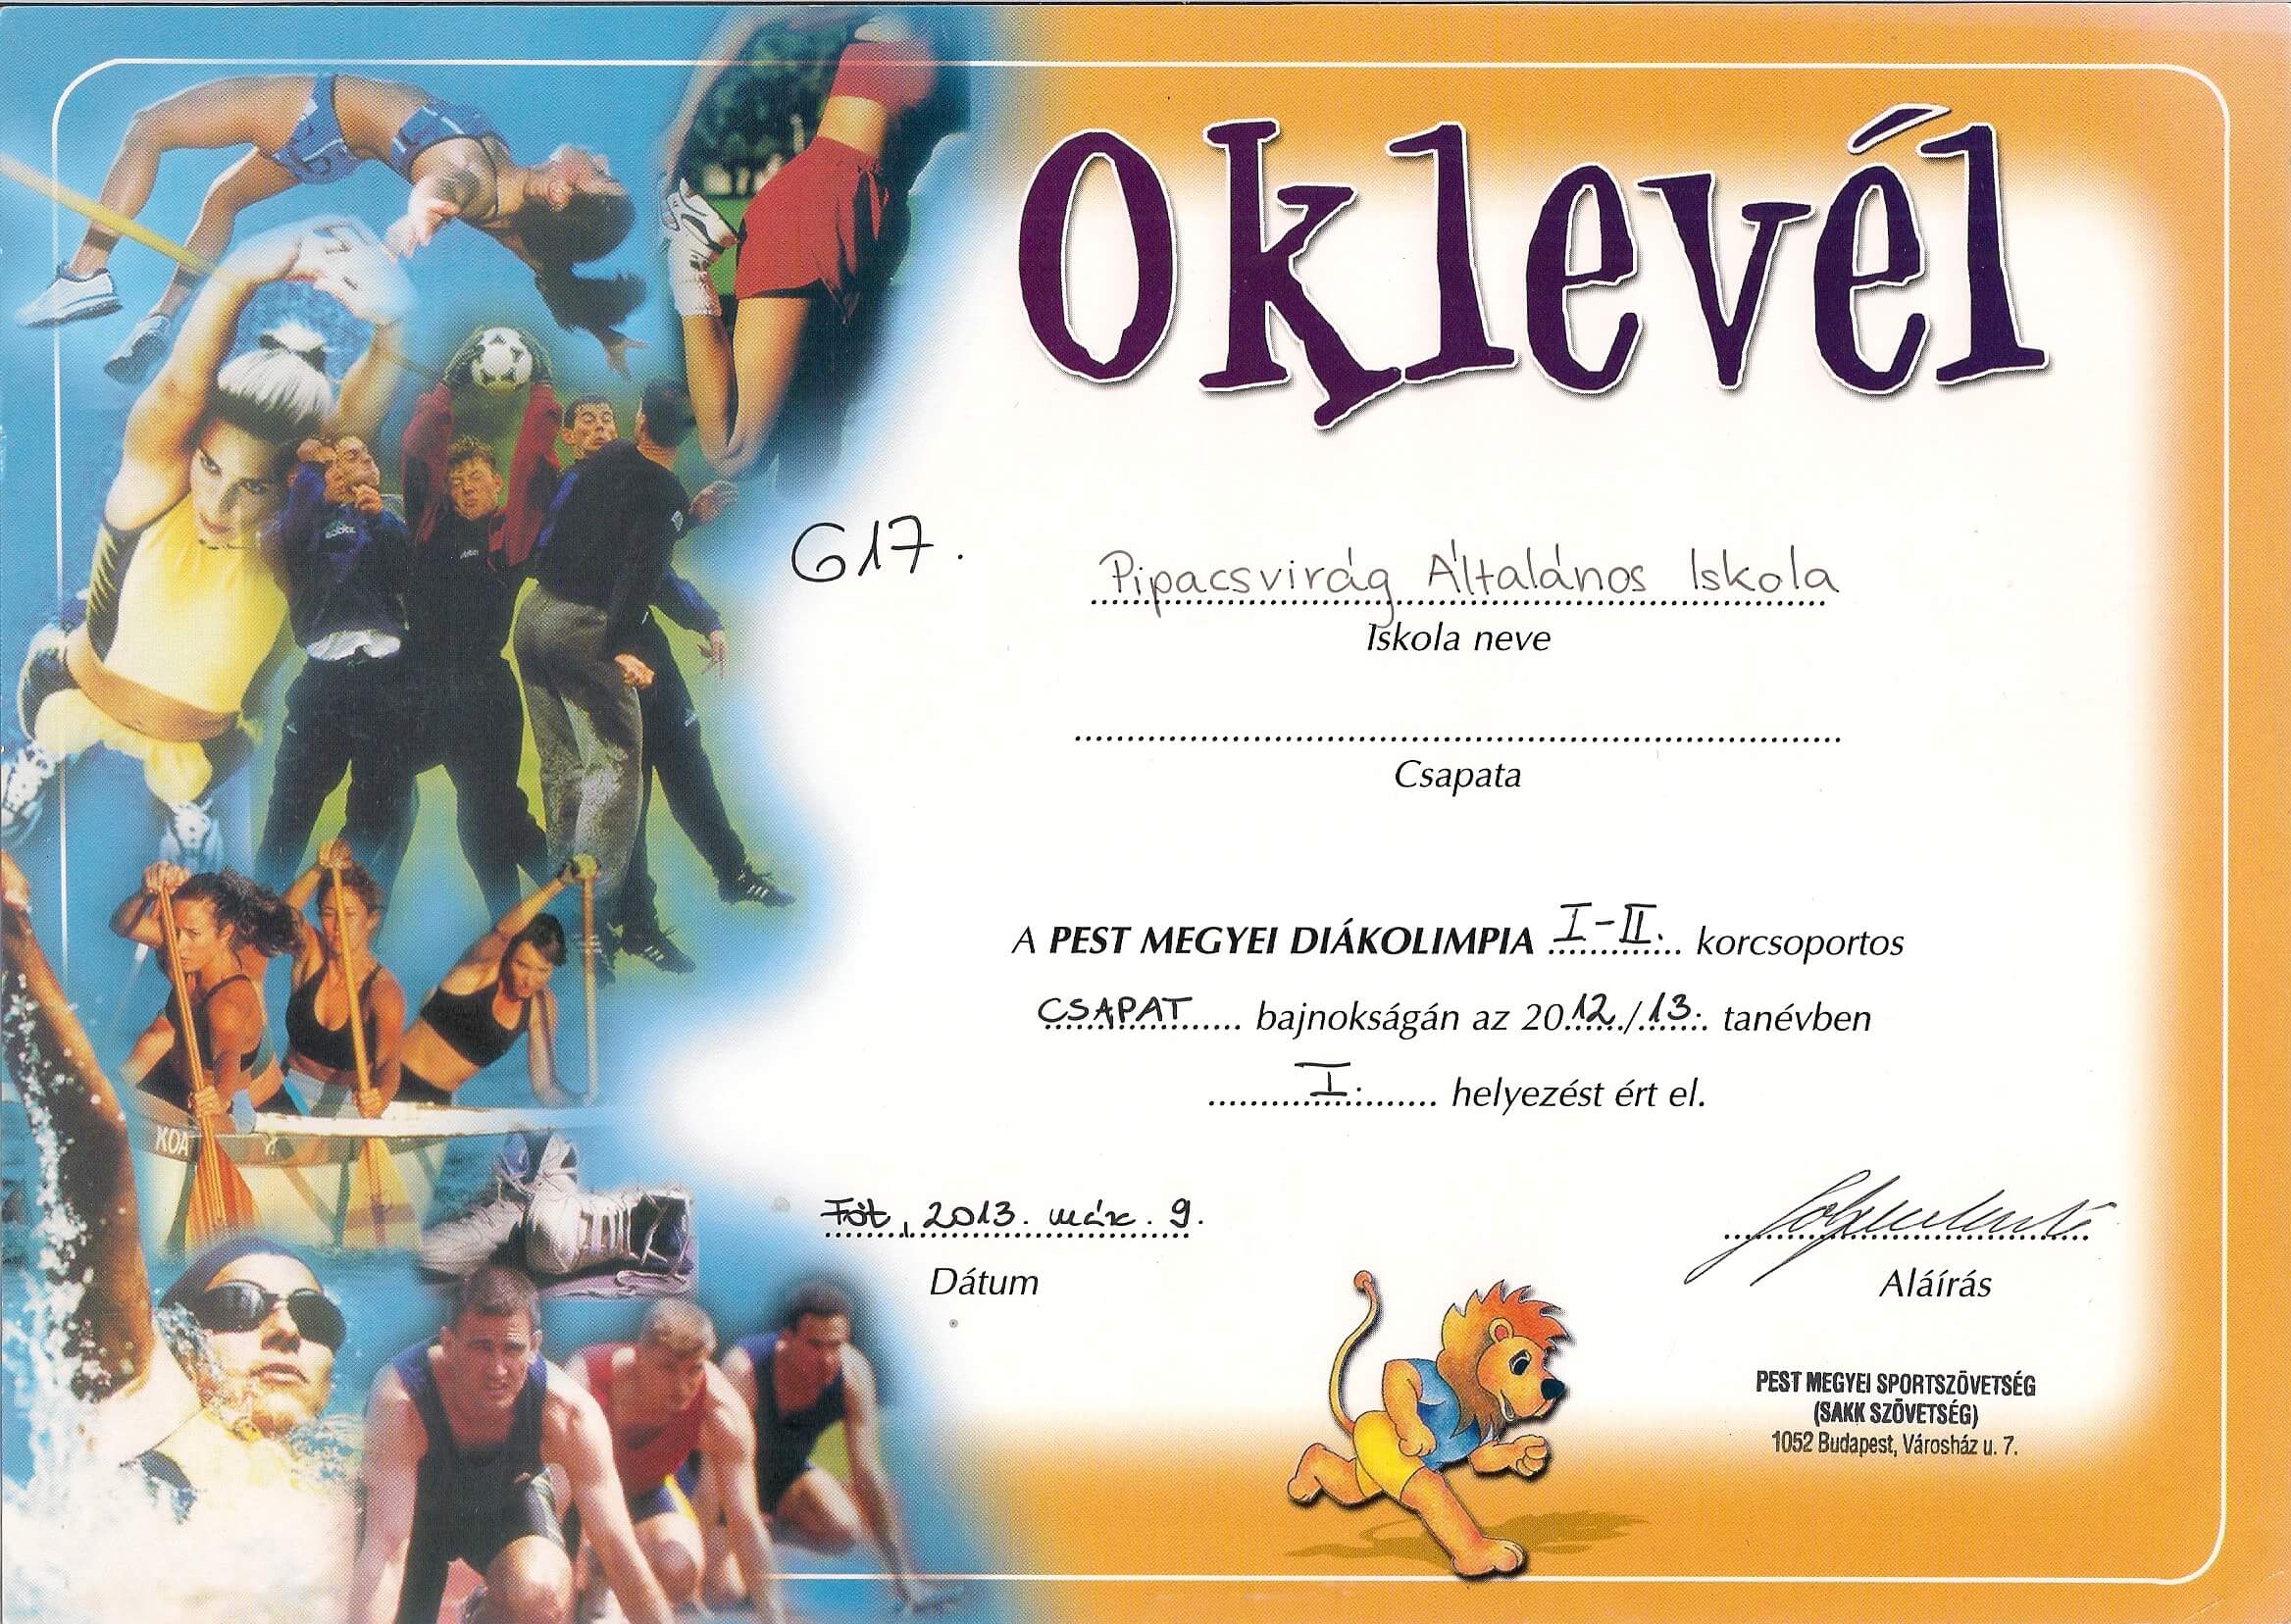 Oklevél
617.
Pipacsvirág Általános Iskola
Iskola neve
Csapata
A PEST MEGYEI DIÁKOLIMPIA I-II. korcsoportos
CSAPAT bajnokságán az 2012/13. tanévben
I. helyezést ért el.
Fót, 2013. márc. 9.
Dátum
Aláírás
PEST MEGYEI SPORTSZÖVETSÉG
(SAKK SZÖVETSÉG)
1052 Budapest, Városház u. 7.
KOA